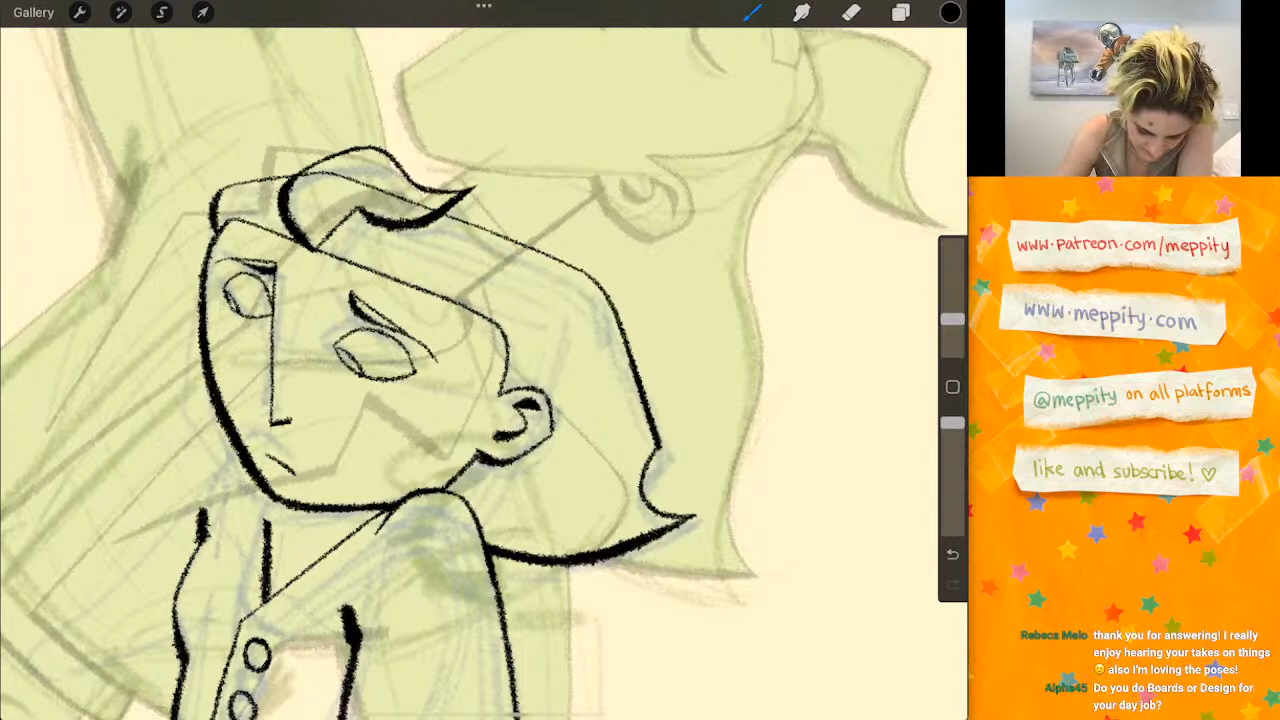 Gallery
www.patreon.com/meppity
www.meppity.com
@meppity on all platforms
like and subscribe! ♡
Rebeca Melo thank you for answering! I really
enjoy hearing your takes on things
😊 also I'm loving the poses!
Alpha45 Do you do Boards or Design for
your day job?